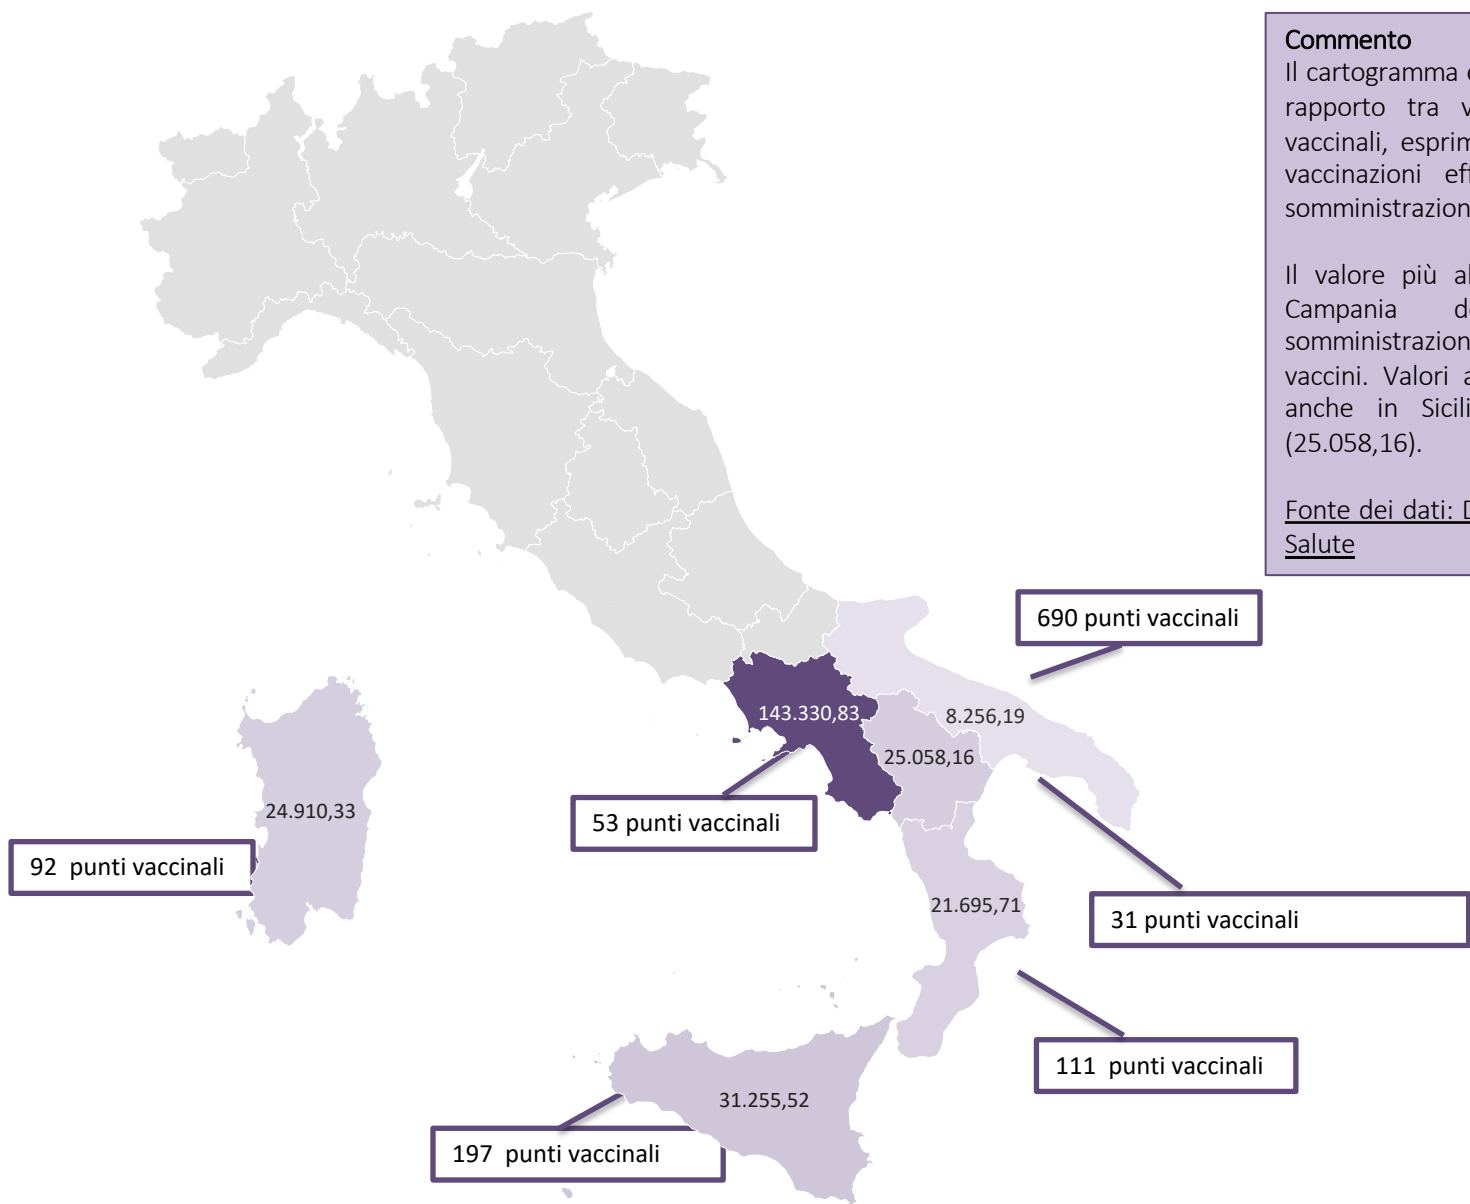 Commento
Il cartogramma
rapporto tra
vaccinali,
vaccinazioni
Il valore più
Campania
vaccini. Valori
anche in
(25.058,16).
Fonte dei dati:
Salute
690 punti vaccinali
143.330,83
8.256,19
25.058,16
24.910,33
53 punti vaccinali
92 punti vaccinali
21.695,71
31 punti vaccinali
111 punti vaccinali
31.255,52
197 punti vaccinali